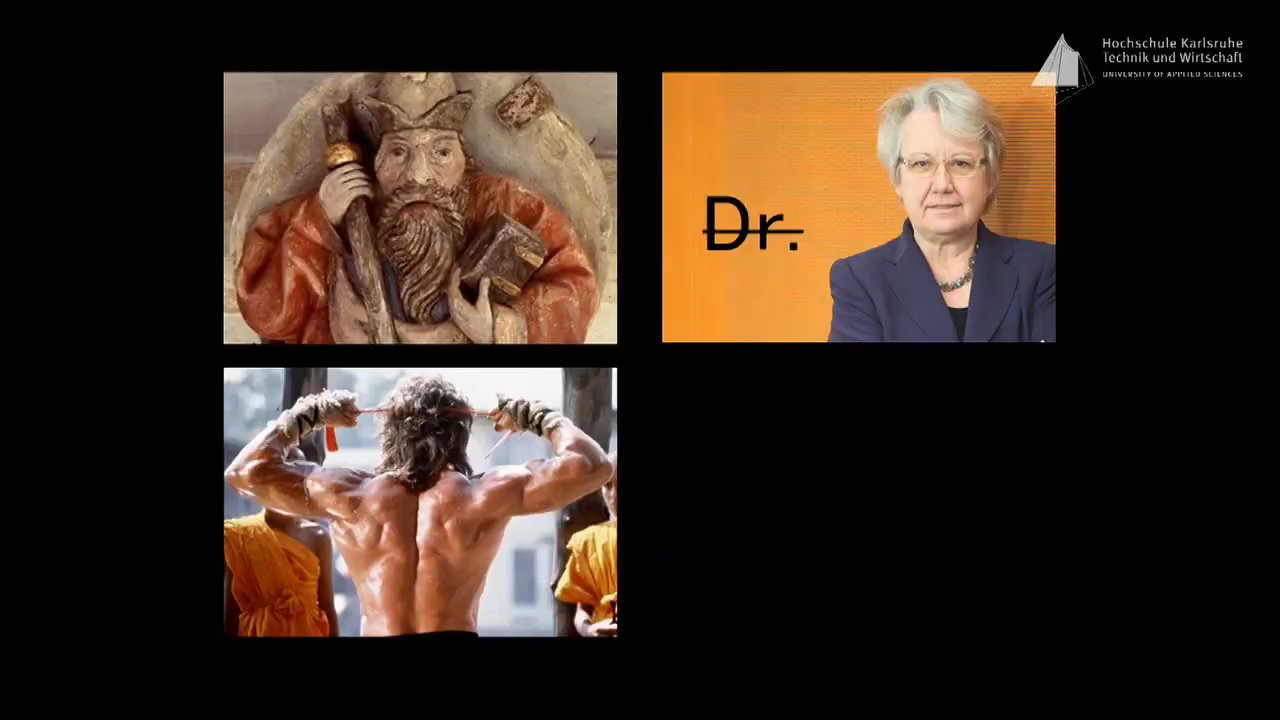 Hochschule Karlsruhe
Technik und Wirtschaft
UNIVERSITY OF APPLIED SCIENCES
Dr.